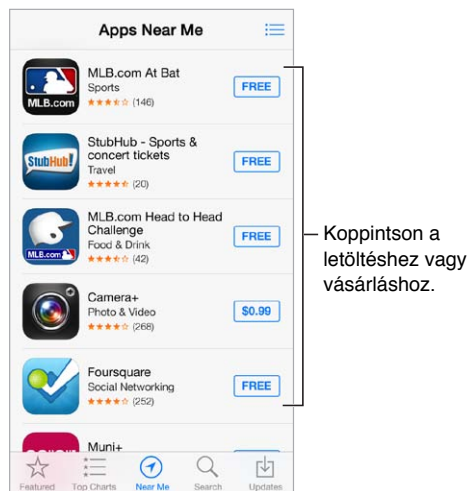 Apps Near Me
MLB.com At Bat
Sports
(146)
FREE
MLB.com
StubHub - Sports &
concert tickets
Travel
(20)
FREE
StubHub!
MLB.com Head to Head
Challenge
Food & Drink
(42)
FREE
MLB.com
Camera+
Photo & Video
(268)
$0.99
Foursquare
Social Networking
(252)
FREE
Muni+
Featured
Top Charts
Near Me
Search
Updates
Koppintson a
letöltéshez vagy
vásárláshoz.